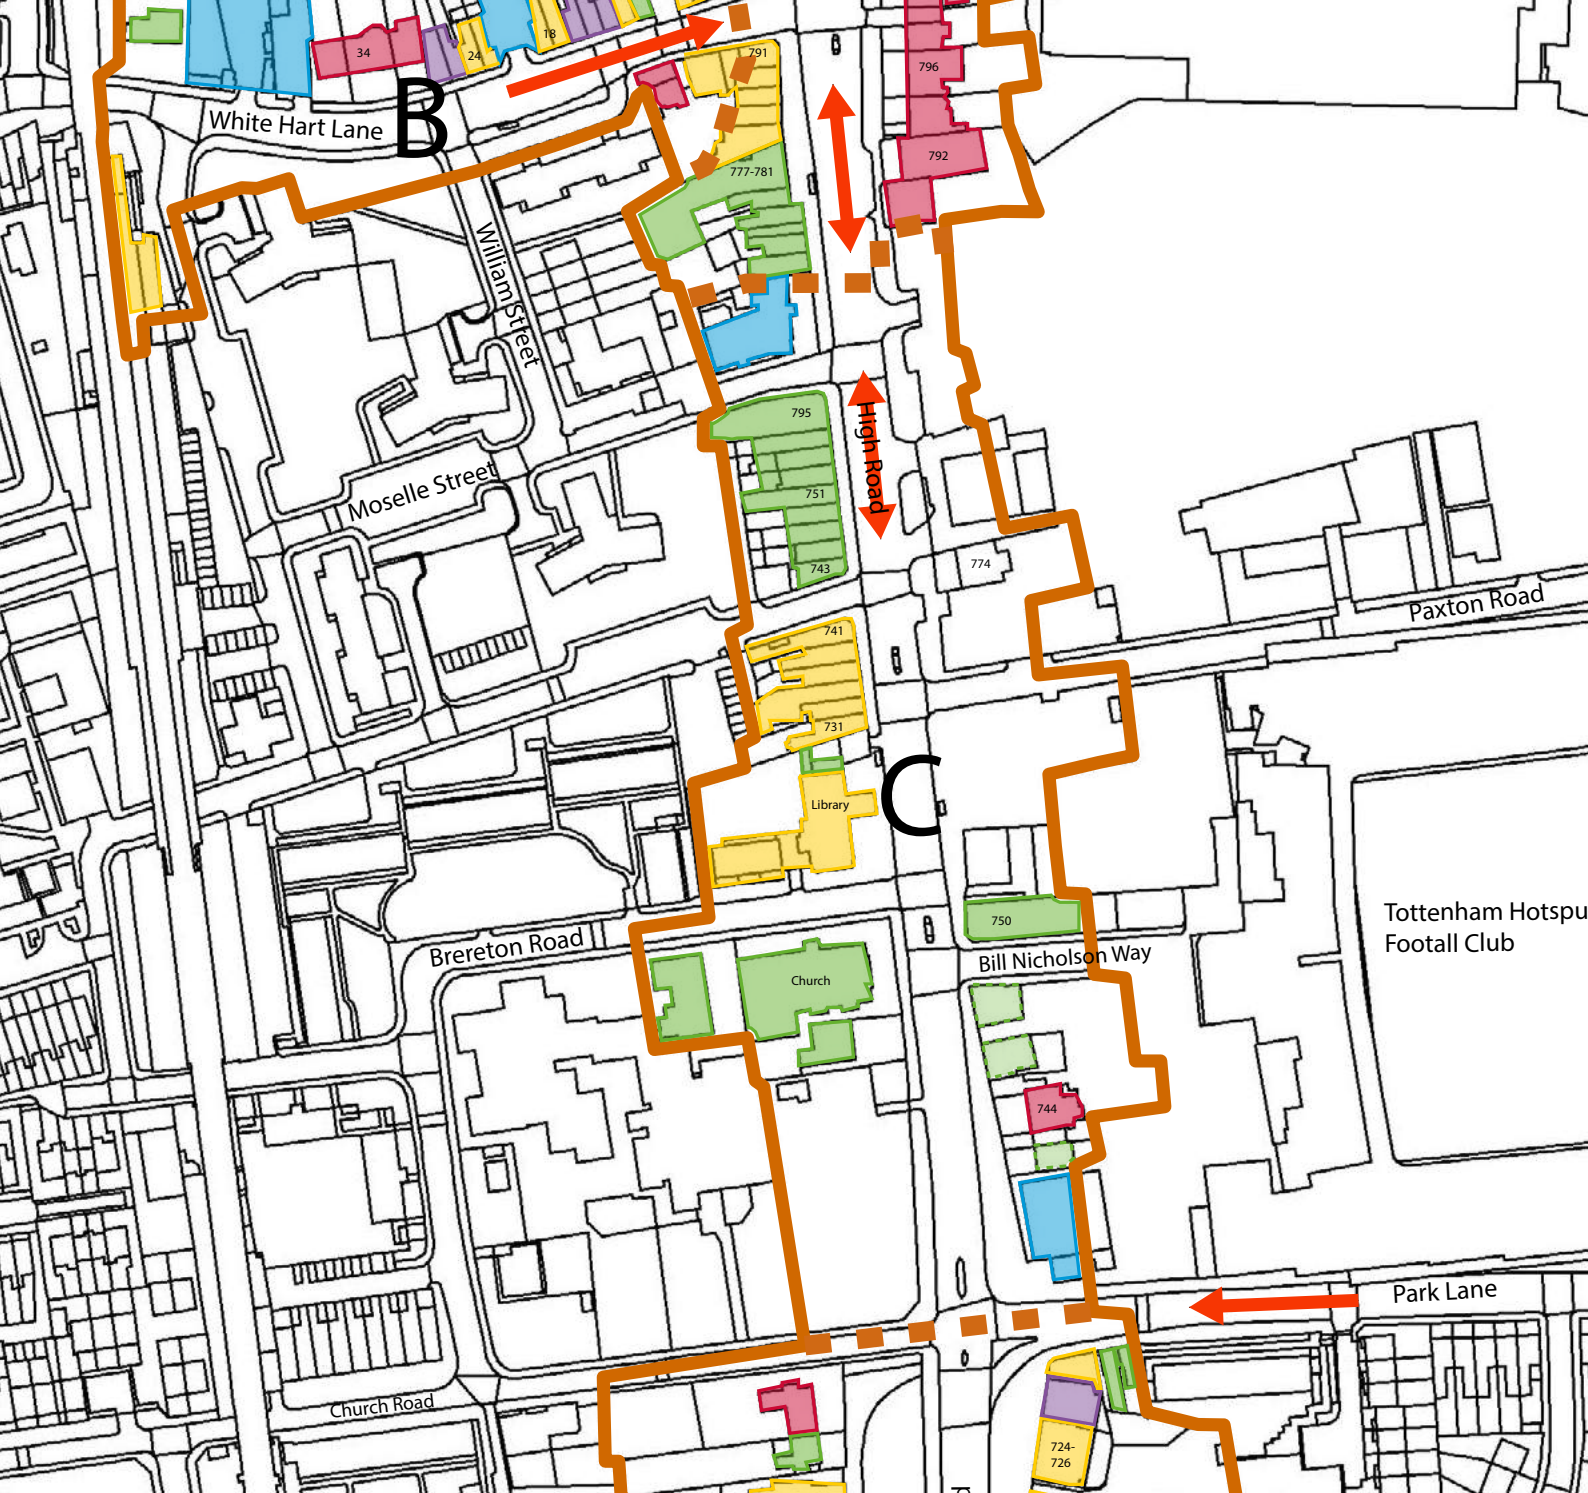 34
24
18
791
796
B
White Hart Lane
792
777-781
William Street
795
High Road
Moselle Street
751
743
774
Paxton Road
741
731
C
Library
Tottenham Hotspu
Footall Club
750
Brereton Road
Bill Nicholson Way
Church
744
Park Lane
Church Road
724-
726